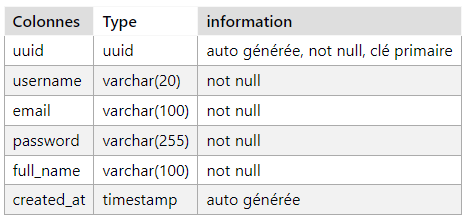 Colonnes Type information
uuid uuid auto générée, not null, clé primaire
username varchar(20) not null
email varchar(100) not null
password varchar(255) not null
full_name varchar(100) not null
created_at timestamp auto générée